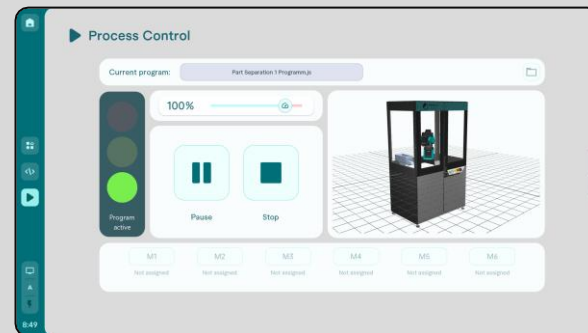 Process Control
Current program:
Part Separation 1 Programm.js
100%
Program
active
Pause
Stop
M1
M2
M3
M4
M5
M6
Not assigned
Not assigned
Not assigned
Not assigned
Not assigned
Not assigned
8:49